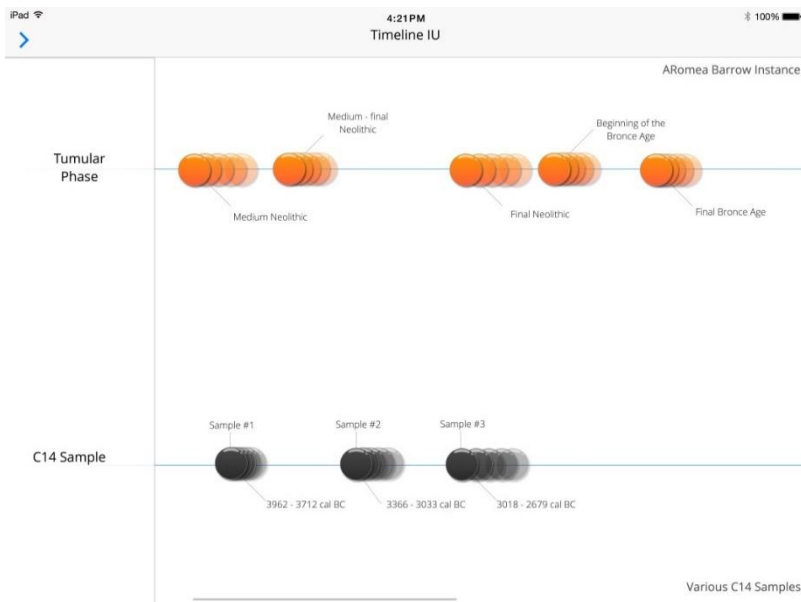 iPad
4:21PM
100%
Timeline IU
ARomea Barrow Instance
Medium - final
Neolithic
Beginning of the
Bronce Age
Tumular
Phase
Medium Neolithic
Final Neolithic
Final Bronce Age
Sample #1
Sample #2
Sample #3
C14 Sample
3962 - 3712 cal BC
3366 - 3033 cal BC
3018 - 2679 cal BC
Various C14 Samples